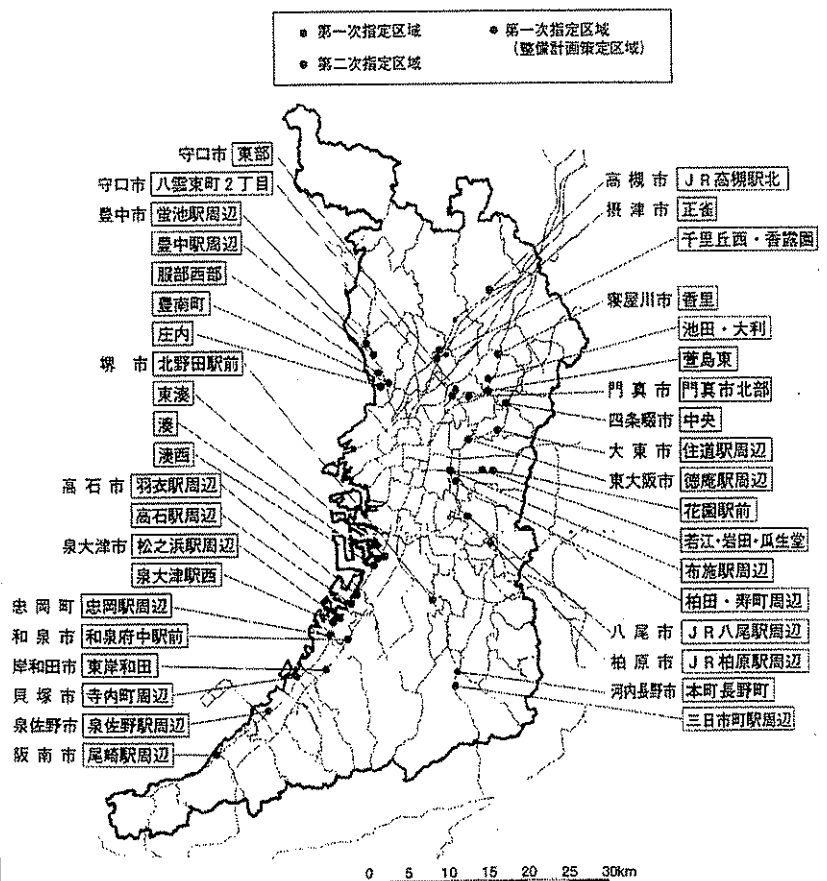 第一次指定区域
第二次指定区域
第一次指定区域
(整備計画策定区域)
守口市 東部
守口市 八雲東町2丁目
豊中市 蛍池駅周辺
豊中駅周辺
服部西部
豊南町
庄内
堺 市 北野田駅前
東湊
湊
湊西
高石市 羽衣駅周辺
高石駅周辺
泉大津市 松之浜駅周辺
泉大津駅西
忠岡町 忠岡駅周辺
和泉市 和泉府中駅前
岸和田市 東岸和田
貝塚市 寺内町周辺
泉佐野市 泉佐野駅周辺
阪南市 尾崎駅周辺
高槻市 JR高槻駅北
摂津市 正雀
千里丘西・香露園
寝屋川市 香里
池田・大利
萱島東
門真市 門真市北部
四条畷市 中央
大東市 住道駅周辺
東大阪市 徳庵駅周辺
花園駅前
若江・岩田・瓜生堂
布施駅周辺
柏田・寿町周辺
八尾市 JR八尾駅周辺
柏原市 JR柏原駅周辺
河内長野市 本町長野町
三日市町駅周辺
0 5 10 15 20 25 30km